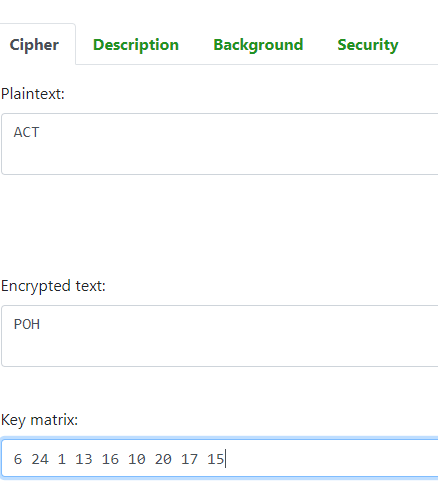 Cipher Description Background Security
Plaintext:
ACT
Encrypted text:
POH
Key matrix:
6 24 1 13 16 10 20 17 15